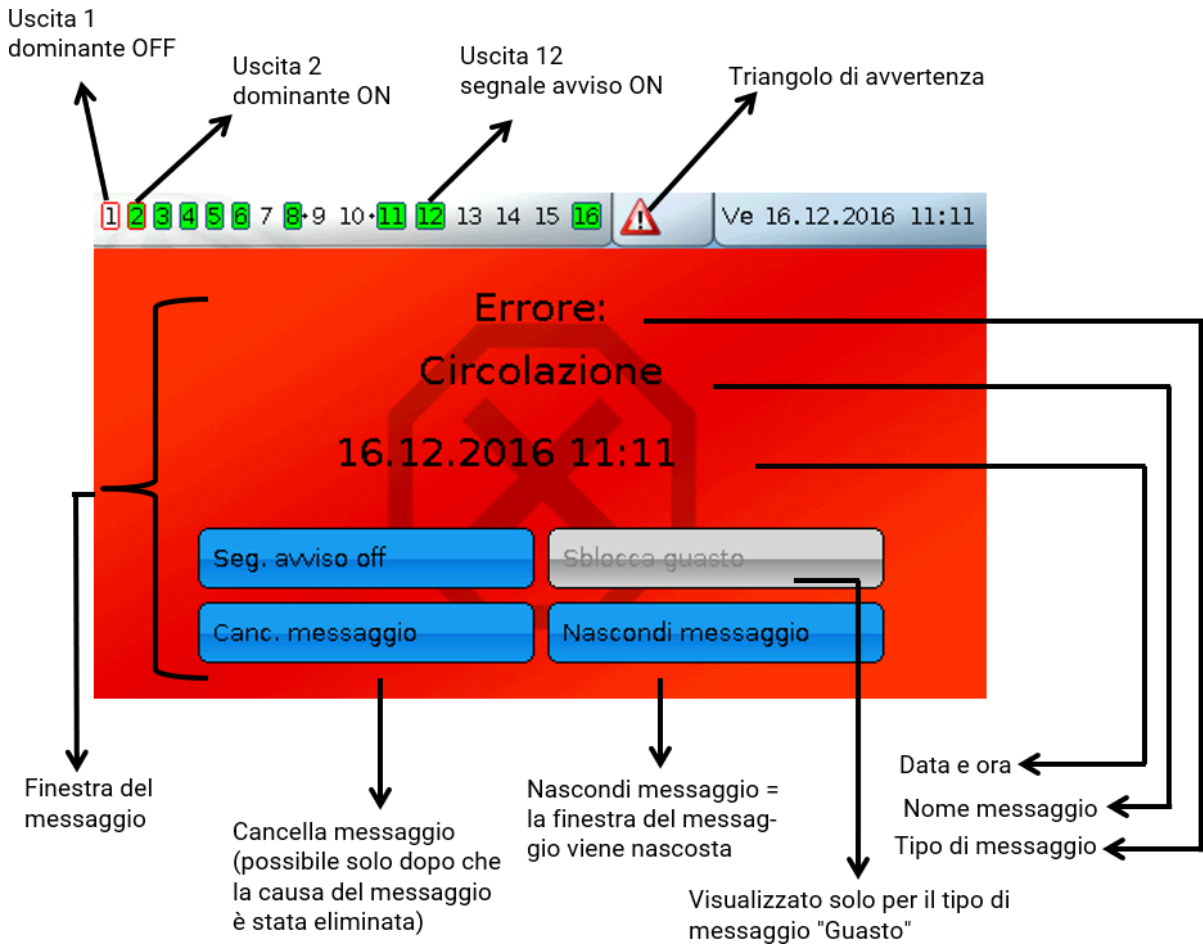 Uscita 1
dominante OFF
Uscita 2
dominante ON
Uscita 12
segnale avviso ON
Triangolo di avvertenza
1 2 3 4 5 6 7 8·9 10·11 12 13 14 15 16
Ve 16.12.2016 11:11
Errore:
Circolazione
16.12.2016 11:11
Seg. avviso off
Sblocca guasto
Canc. messaggio
Nascondi messaggio
Finestra del
messaggio
Cancella messaggio
(possibile solo dopo che
la causa del messaggio
è stata eliminata)
Nascondi messaggio =
la finestra del messag-
gio viene nascosta
Data e ora
Nome messaggio
Tipo di messaggio
Visualizzato solo per il tipo di
messaggio "Guasto"